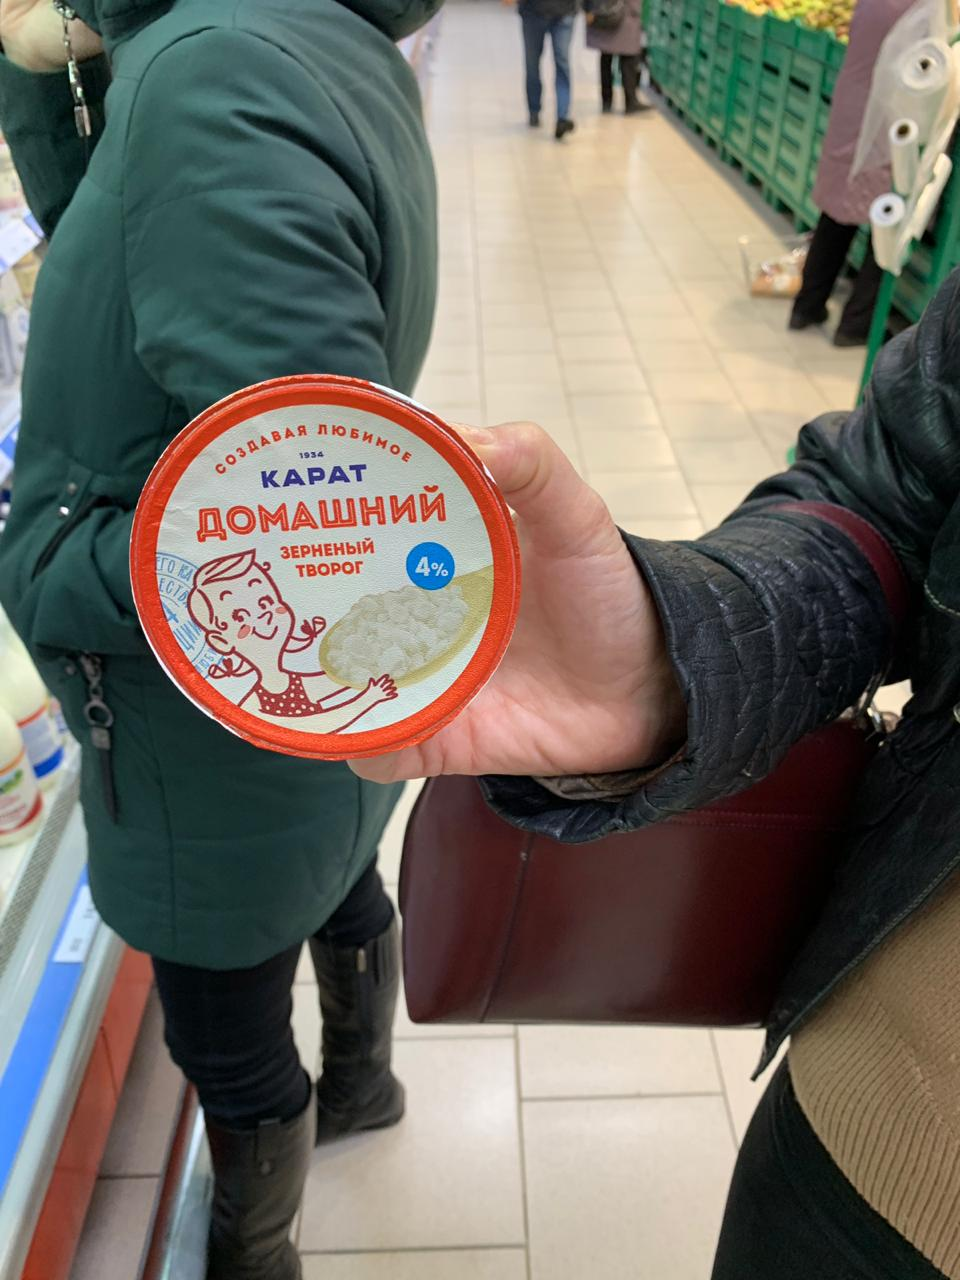 СОЗДАВАЯ ЛЮБИМОЕ
1934
КАРАТ
ДОМАШНИЙ
ЗЕРНЕНЫЙ
ТВОРОГ
4%